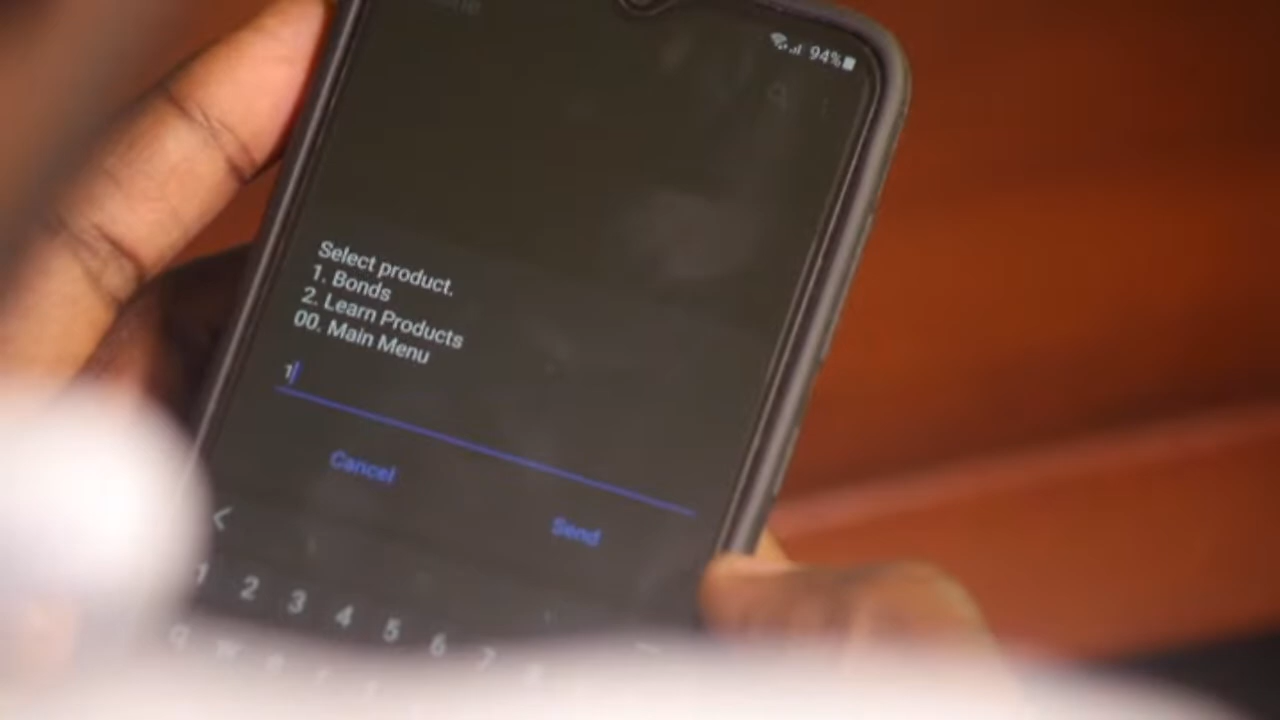 94%
Select product.
1. Bonds
2. Learn Products
00. Main Menu
1
Cancel
Send
1 2 3 4 5 6 7
q w e r